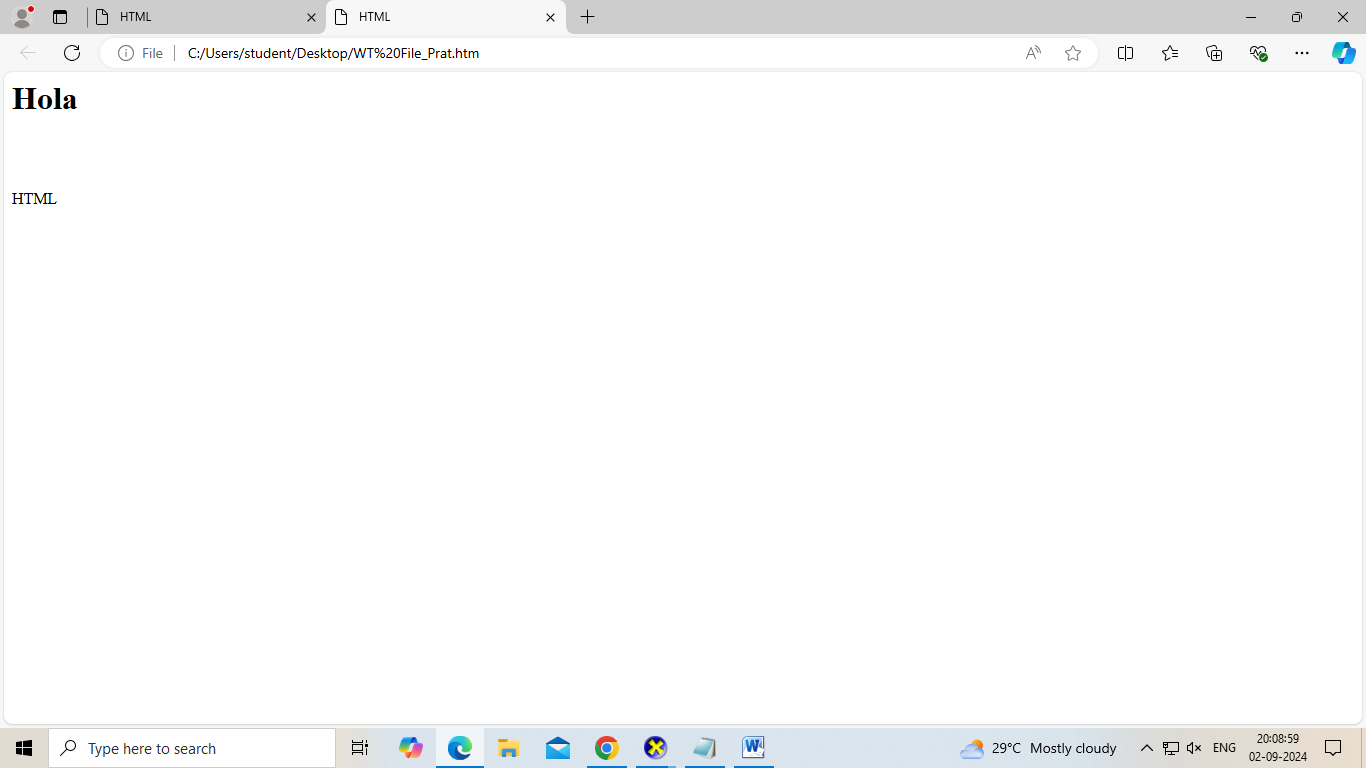 HTML
HTML
File
C:/Users/student/Desktop/WT%20File_Prat.htm
Hola
HTML
Type here to search
29°C Mostly cloudy
ENG
20:08:59
02-09-2024